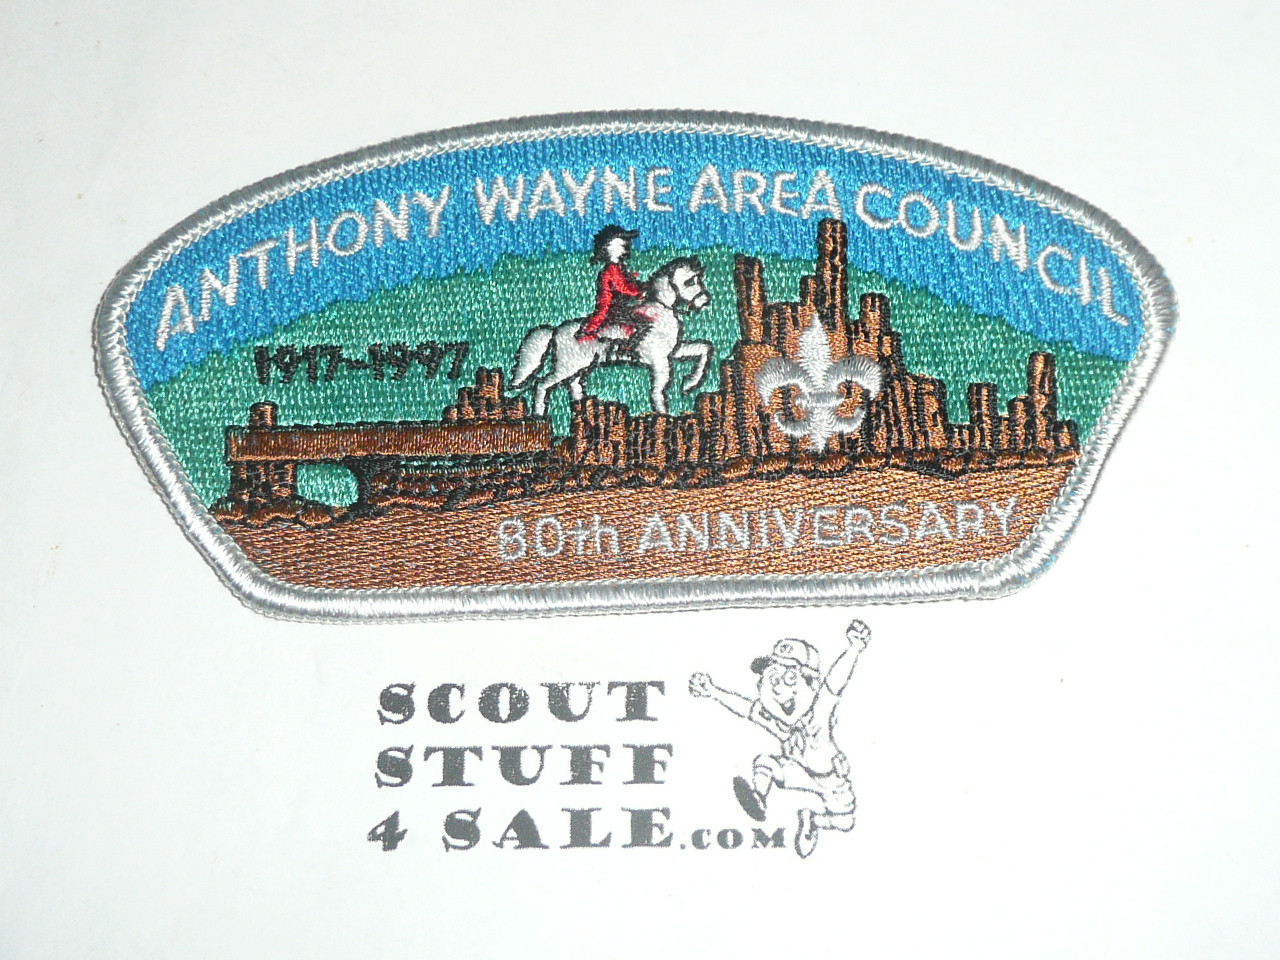 ANTHONY WAYNE AREA COUNCIL
1917-1997
80th ANNIVERSARY
SCOUT
STUFF
4 SALE.COM